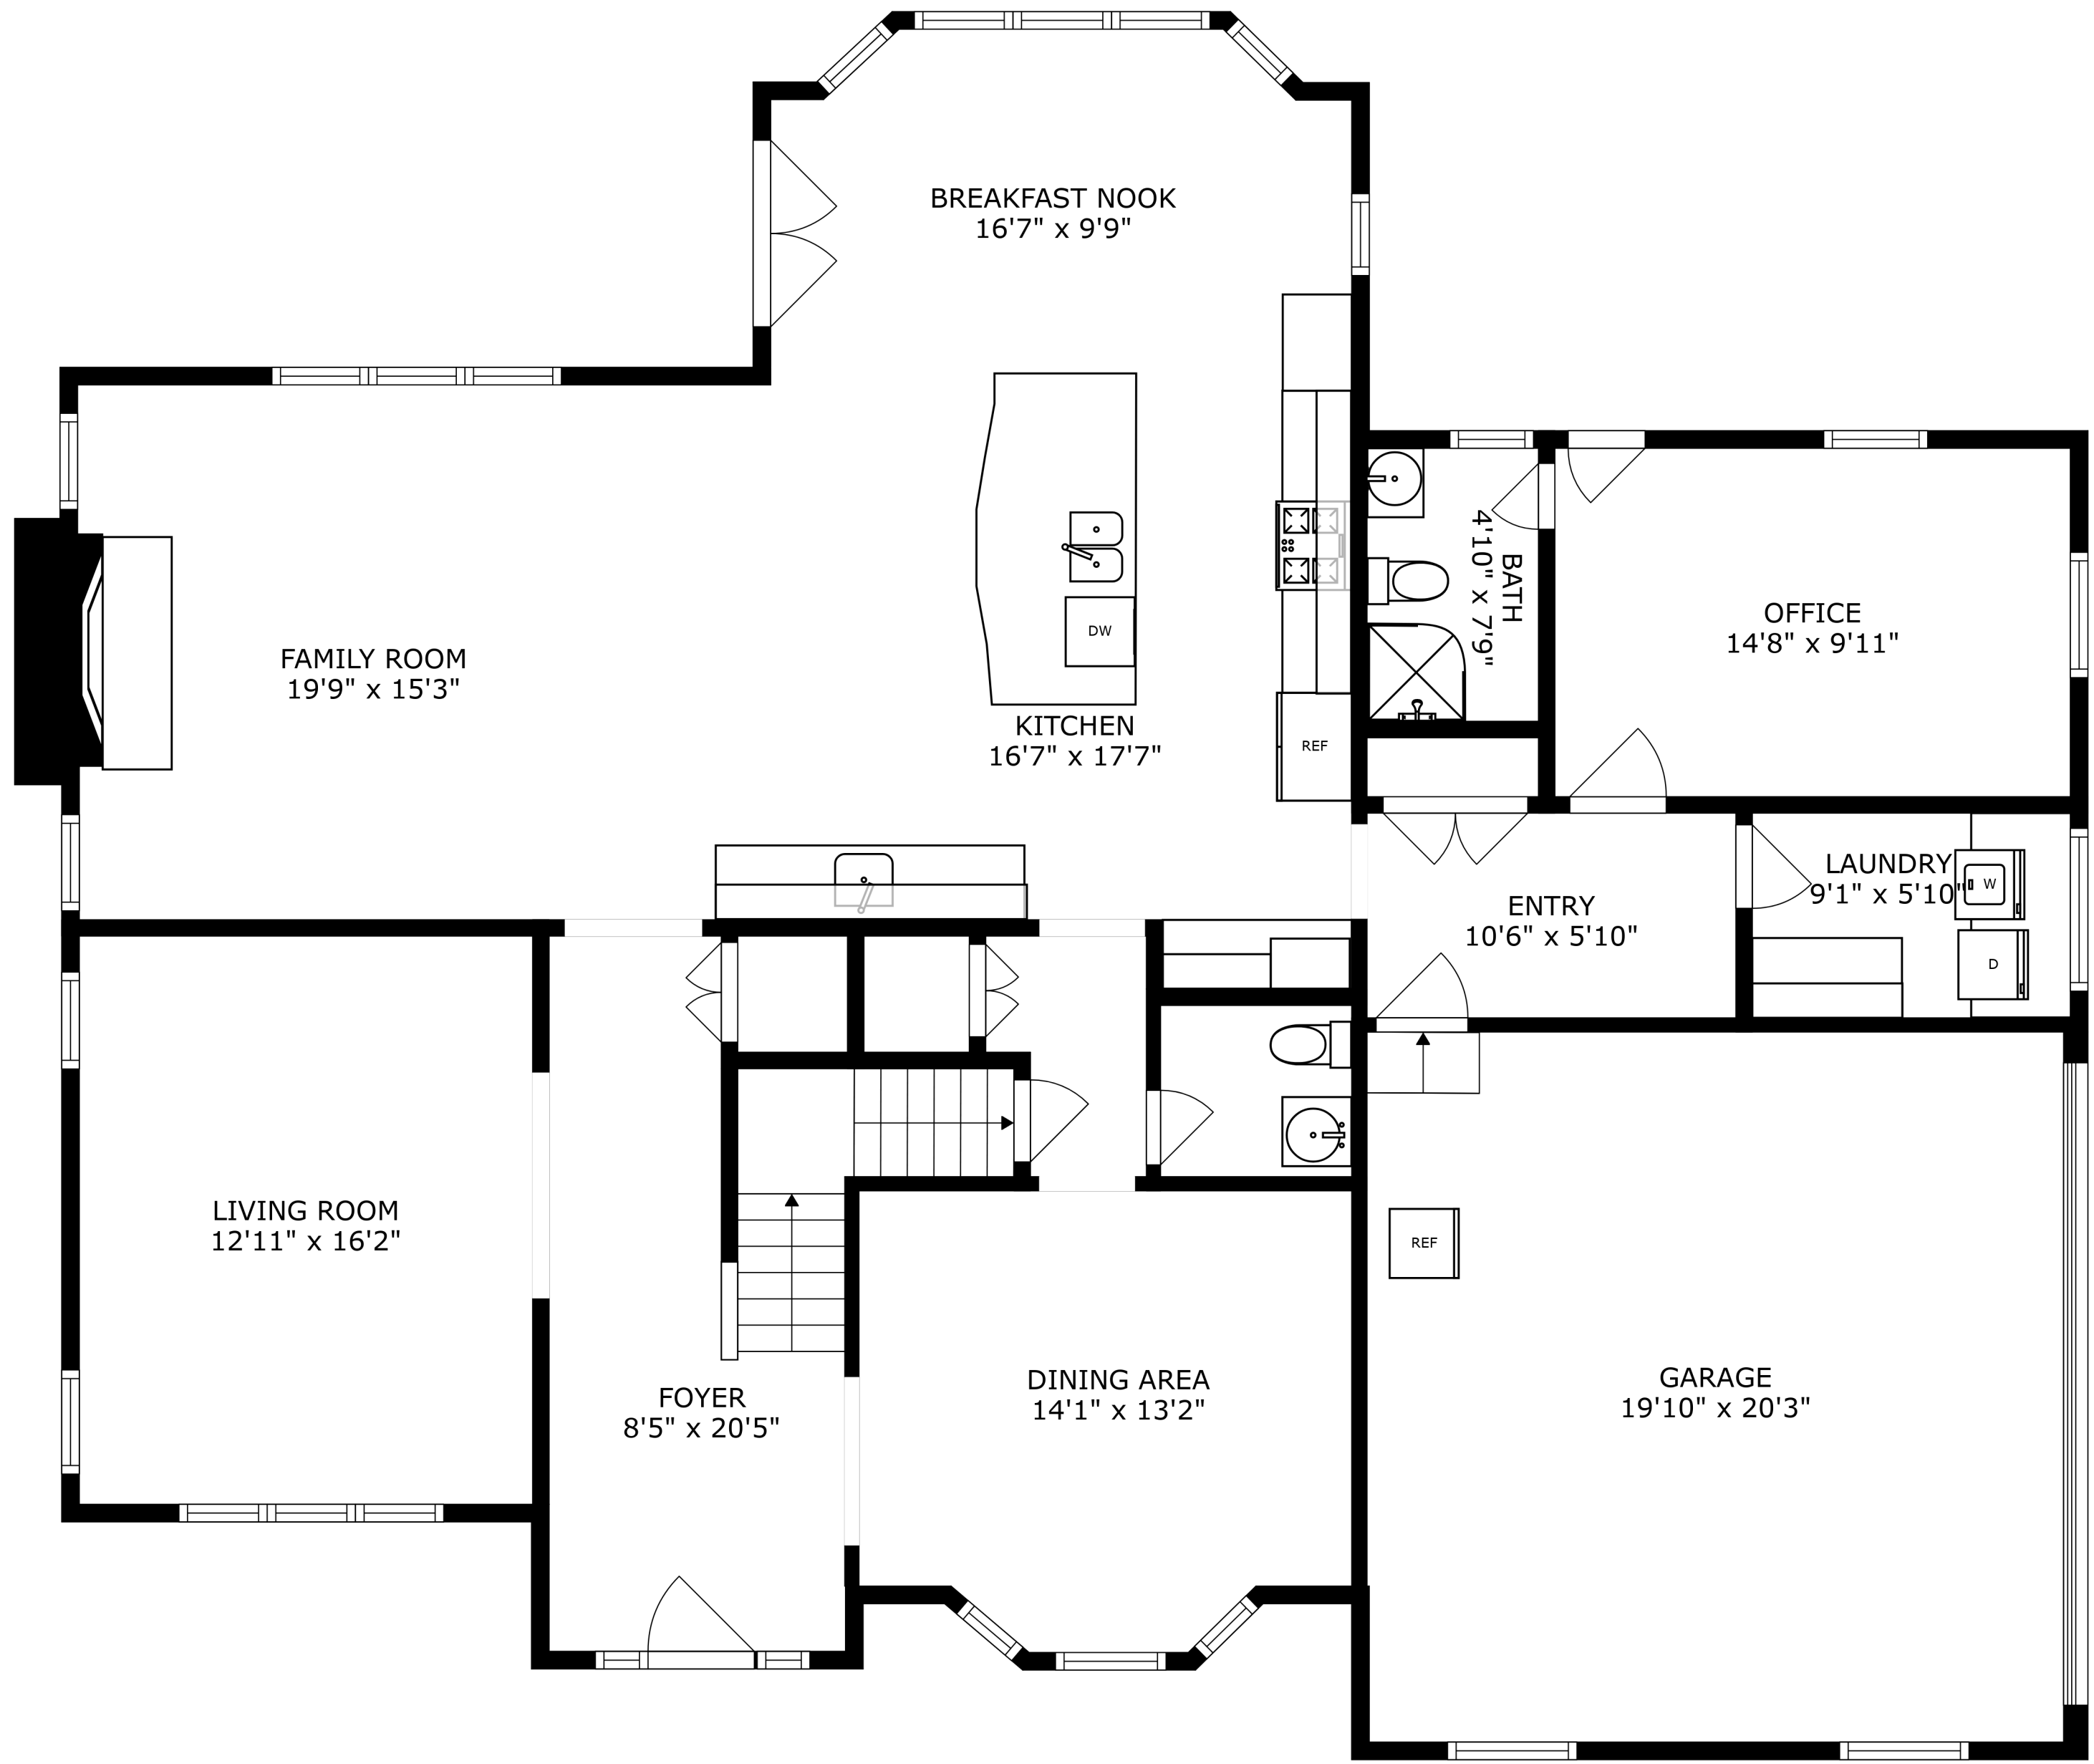 BREAKFAST NOOK
16'7" x 9'9"
BATH
4'10" x 7'9"
OFFICE
14'8" x 9'11"
FAMILY ROOM
19'9" x 15'3"
DW
KITCHEN
16'7" x 17'7"
REF
LAUNDRY
9'1" x 5'10"
W
ENTRY
10'6" x 5'10"
D
LIVING ROOM
12'11" x 16'2"
REF
FOYER
8'5" x 20'5"
DINING AREA
14'1" x 13'2"
GARAGE
19'10" x 20'3"